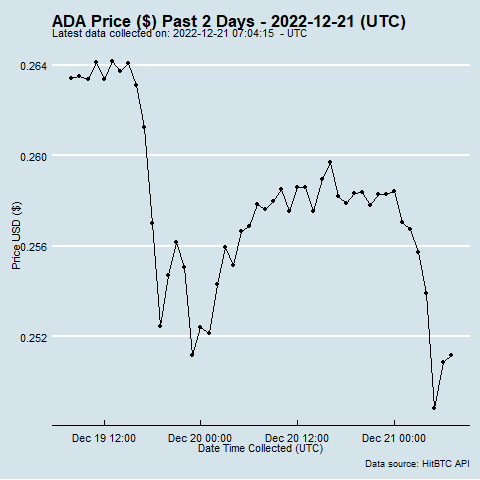 ADA Price ($) Past 2 Days - 2022-12-21 (UTC)
Latest data collected on: 2022-12-21 07:04:15 - UTC
0.264
0.260
0.256
0.252
Price USD ($)
Dec 19 12:00
Dec 20 00:00
Dec 20 12:00
Dec 21 00:00
Date Time Collected (UTC)
Data source: HitBTC API